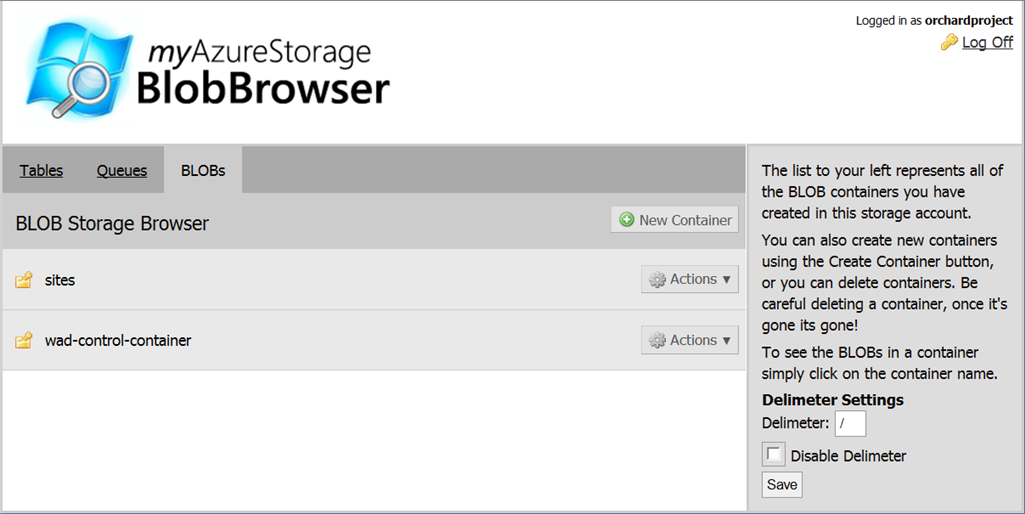 Logged in as orchardproject
Log Off
myAzureStorage
BlobBrowser
Tables Queues BLOBs
BLOB Storage Browser
New Container
sites
Actions ▼
wad-control-container
Actions ▼
The list to your left represents all of
the BLOB containers you have
created in this storage account.
You can also create new containers
using the Create Container button,
or you can delete containers. Be
careful deleting a container, once it's
gone its gone!
To see the BLOBs in a container
simply click on the container name.
Delimeter Settings
Delimeter: /
Disable Delimeter
Save